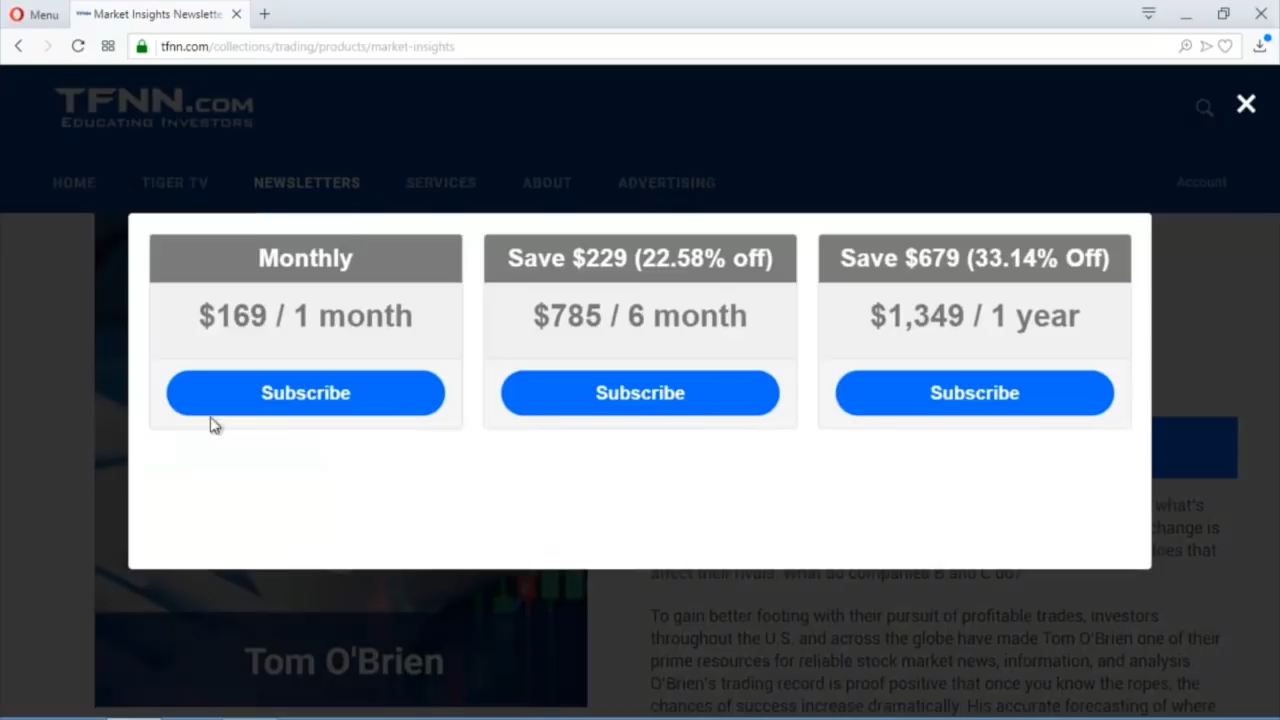 Menu
Market Insights Newslette
tfnn.com/collections/trading/products/market-insights
TFNN.COM
EDUCATING INVESTORS
HOME
TIGER TV
NEWSLETTERS
SERVICES
ABOUT
ADVERTISING
Account
Monthly
$169 / 1 month
Subscribe
Save $229 (22.58% off)
$785 / 6 month
Subscribe
Save $679 (33.14% Off)
$1,349 / 1 year
Subscribe
what's
change is
does that
affect their rivals. What do companies B and C do?
To gain better footing with their pursuit of profitable trades, investors
throughout the U.S. and across the globe have made Tom O'Brien one of their
prime resources for reliable stock market news, information, and analysis.
O'Brien's trading record is proof positive that once you know the ropes, the
chances of success increase dramatically. His accurate forecasting of where
Tom O'Brien